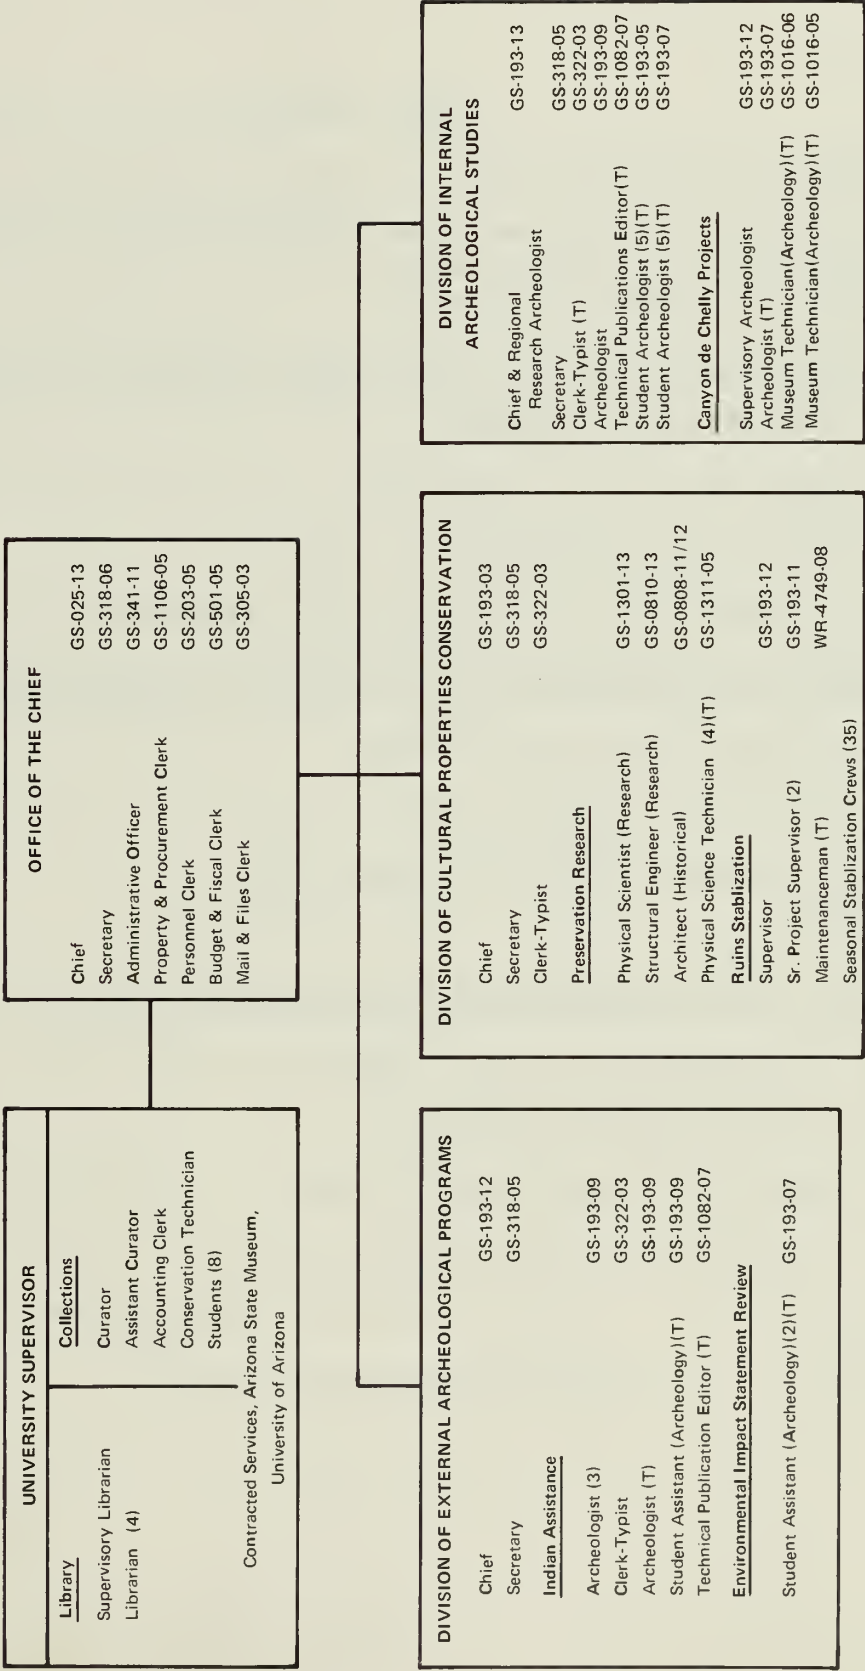 UNIVERSITY SUPERVISOR
Library
Supervisory Librarian
Librarian (4)
Collections
Curator
Assistant Curator
Accounting Clerk
Conservation Technician
Students (8)
Contracted Services, Arizona State Museum,
University of Arizona
OFFICE OF THE CHIEF
Chief GS-025-13
Secretary GS-318-06
Administrative Officer GS-341-11
Property & Procurement Clerk GS-1106-05
Personnel Clerk GS-203-05
Budget & Fiscal Clerk GS-501-05
Mail & Files Clerk GS-305-03
DIVISION OF EXTERNAL ARCHEOLOGICAL PROGRAMS
Chief GS-193-12
Secretary GS-318-05
Indian Assistance
Archeologist (3) GS-193-09
Clerk-Typist GS-322-03
Archeologist (T) GS-193-09
Student Assistant (Archeology)(T) GS-193-09
Technical Publication Editor (T) GS-1082-07
Environmental Impact Statement Review
Student Assistant (Archeology)(2)(T) GS-193-07
DIVISION OF CULTURAL PROPERTIES CONSERVATION
Chief GS-193-03
Secretary GS-318-05
Clerk-Typist GS-322-03
Preservation Research
Physical Scientist (Research) GS-1301-13
Structural Engineer (Research) GS-0810-13
Architect (Historical) GS-0808-11/12
Physical Science Technician (4)(T) GS-1311-05
Ruins Stablization
Supervisor GS-193-12
Sr. Project Supervisor (2) GS-193-11
Maintenanceman (T) WR-4749-08
Seasonal Stablization Crews (35)
DIVISION OF INTERNAL
ARCHEOLOGICAL STUDIES
Chief & Regional
Research Archeologist GS-193-13
Secretary GS-318-05
Clerk-Typist (T) GS-322-03
Archeologist GS-193-09
Technical Publications Editor(T) GS-1082-07
Student Archeologist (5)(T) GS-193-05
Student Archeologist (5)(T) GS-193-07
Canyon de Chelly Projects
Supervisory Archeologist GS-193-12
Archeologist (T) GS-193-07
Museum Technician(Archeology)(T) GS-1016-06
Museum Technician(Archeology)(T) GS-1016-05